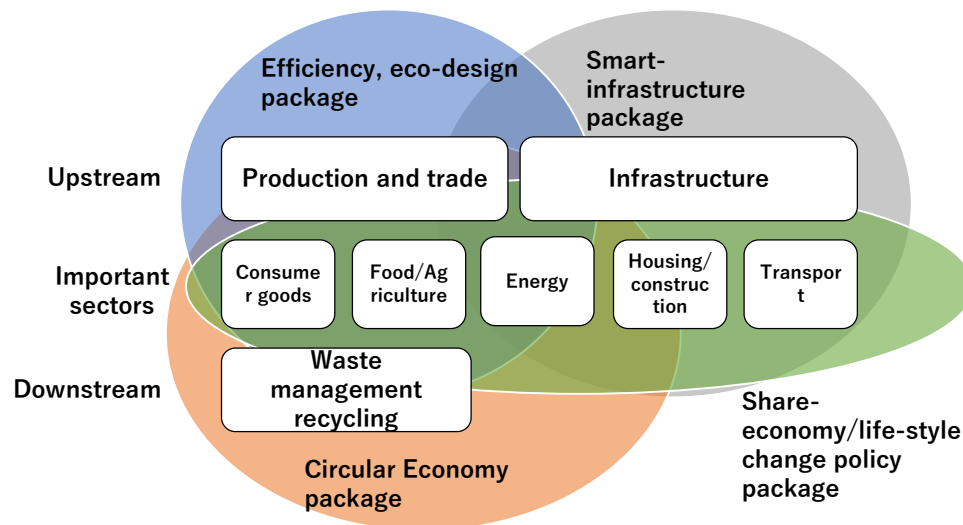 Efficiency, eco-design
package
Smart-
infrastructure
package
Upstream
Production and trade
Infrastructure
Important
sectors
Consume
r goods
Food/Ag
riculture
Energy
Housing/
construc
tion
Transpor
t
Downstream
Waste
management
recycling
Share-
economy/life-style
change policy
package
Circular Economy
package